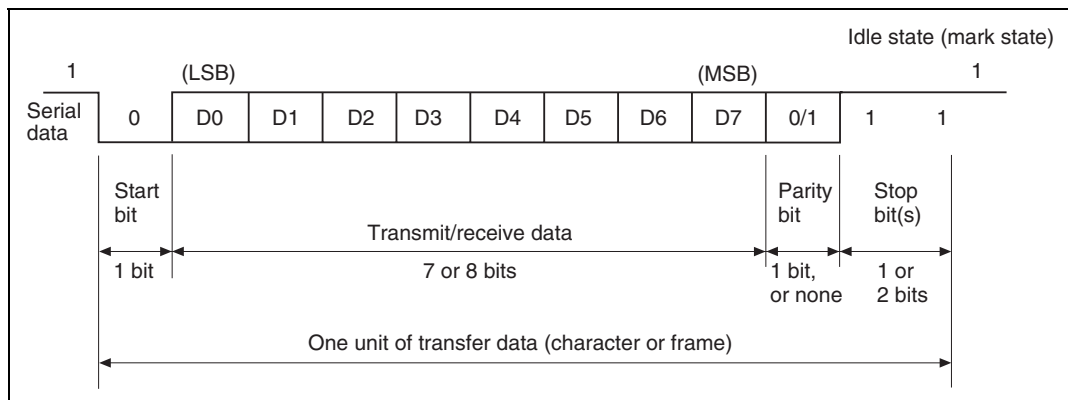 Idle state (mark state)
1 (LSB) (MSB) 1
Serial
data
0 D0 D1 D2 D3 D4 D5 D6 D7 0/1 1 1
Start
bit
Parity
bit
Stop
bit(s)
Transmit/receive data
1 bit
7 or 8 bits
1 bit,
or none
1 or
2 bits
One unit of transfer data (character or frame)